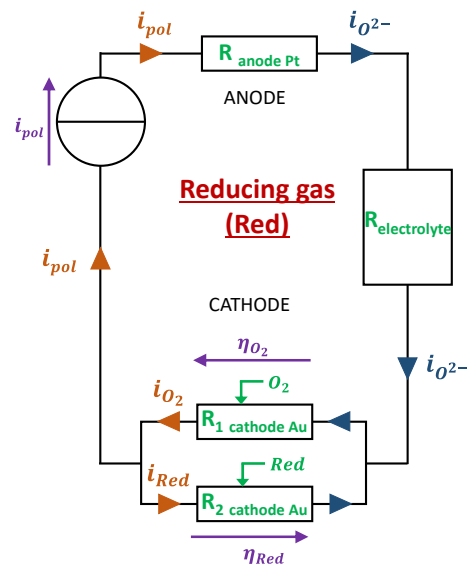 i_pol
i_O²⁻
R anode Pt
ANODE
i_pol
Reducing gas
(Red)
R electrolyte
i_pol
CATHODE
η_O₂
i_O²⁻
i_O₂
O₂
R₁ cathode Au
i_Red
Red
R₂ cathode Au
η_Red